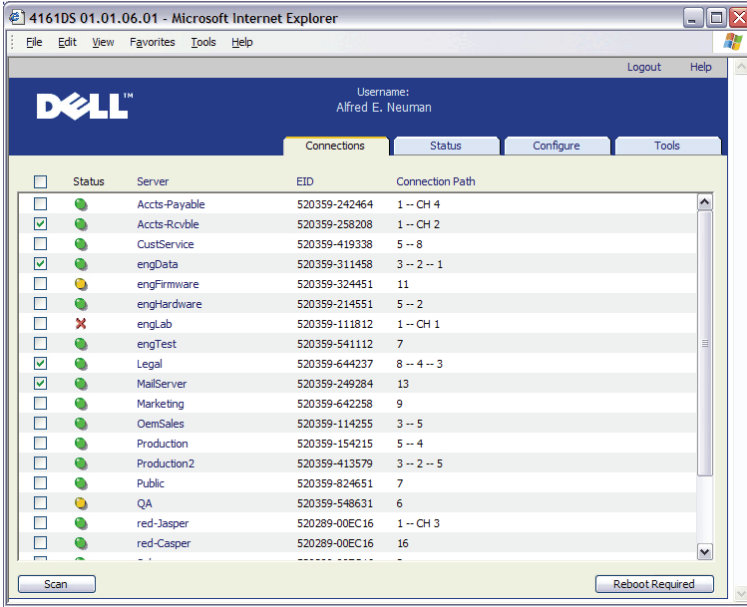 4161DS 01.01.06.01 - Microsoft Internet Explorer
File Edit View Favorites Tools Help
Logout Help
DELL™
Username:
Alfred E. Neuman
Connections Status Configure Tools
Status Server EID Connection Path
Accts-Payable 520359-242464 1 -- CH 4
Accts-Rcvble 520359-258208 1 -- CH 2
CustService 520359-419338 5 -- 8
engData 520359-311458 3 -- 2 -- 1
engFirmware 520359-324451 11
engHardware 520359-214551 5 -- 2
engLab 520359-111812 1 -- CH 1
engTest 520359-541112 7
Legal 520359-644237 8 -- 4 -- 3
MailServer 520359-249284 13
Marketing 520359-642258 9
OemSales 520359-114255 3 -- 5
Production 520359-154215 5 -- 4
Production2 520359-413579 3 -- 2 -- 5
Public 520359-824651 7
QA 520359-548631 6
red-Jasper 520289-00EC16 1 -- CH 3
red-Casper 520289-00EC16 16
Scan Reboot Required